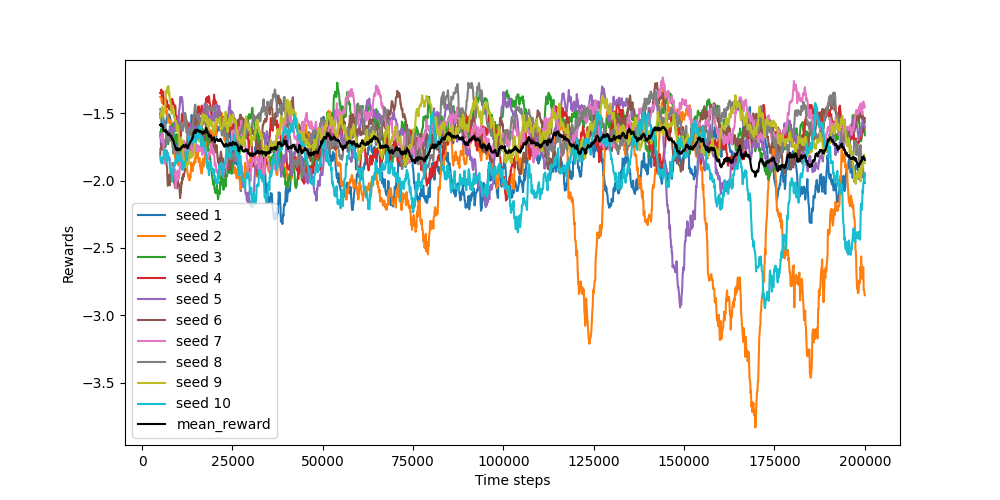 Rewards
−1.5
−2.0
−2.5
−3.0
−3.5
seed 1
seed 2
seed 3
seed 4
seed 5
seed 6
seed 7
seed 8
seed 9
seed 10
mean_reward
0 25000 50000 75000 100000 125000 150000 175000 200000
Time steps